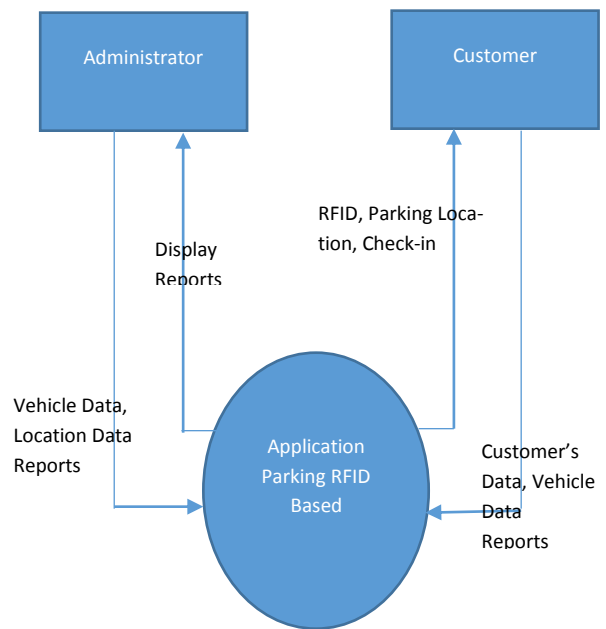 Administrator
Customer
RFID, Parking Loca-
tion, Check-in
Display
Reports
Vehicle Data,
Location Data
Reports
Application
Parking RFID
Based
Customer’s
Data, Vehicle
Data
Reports